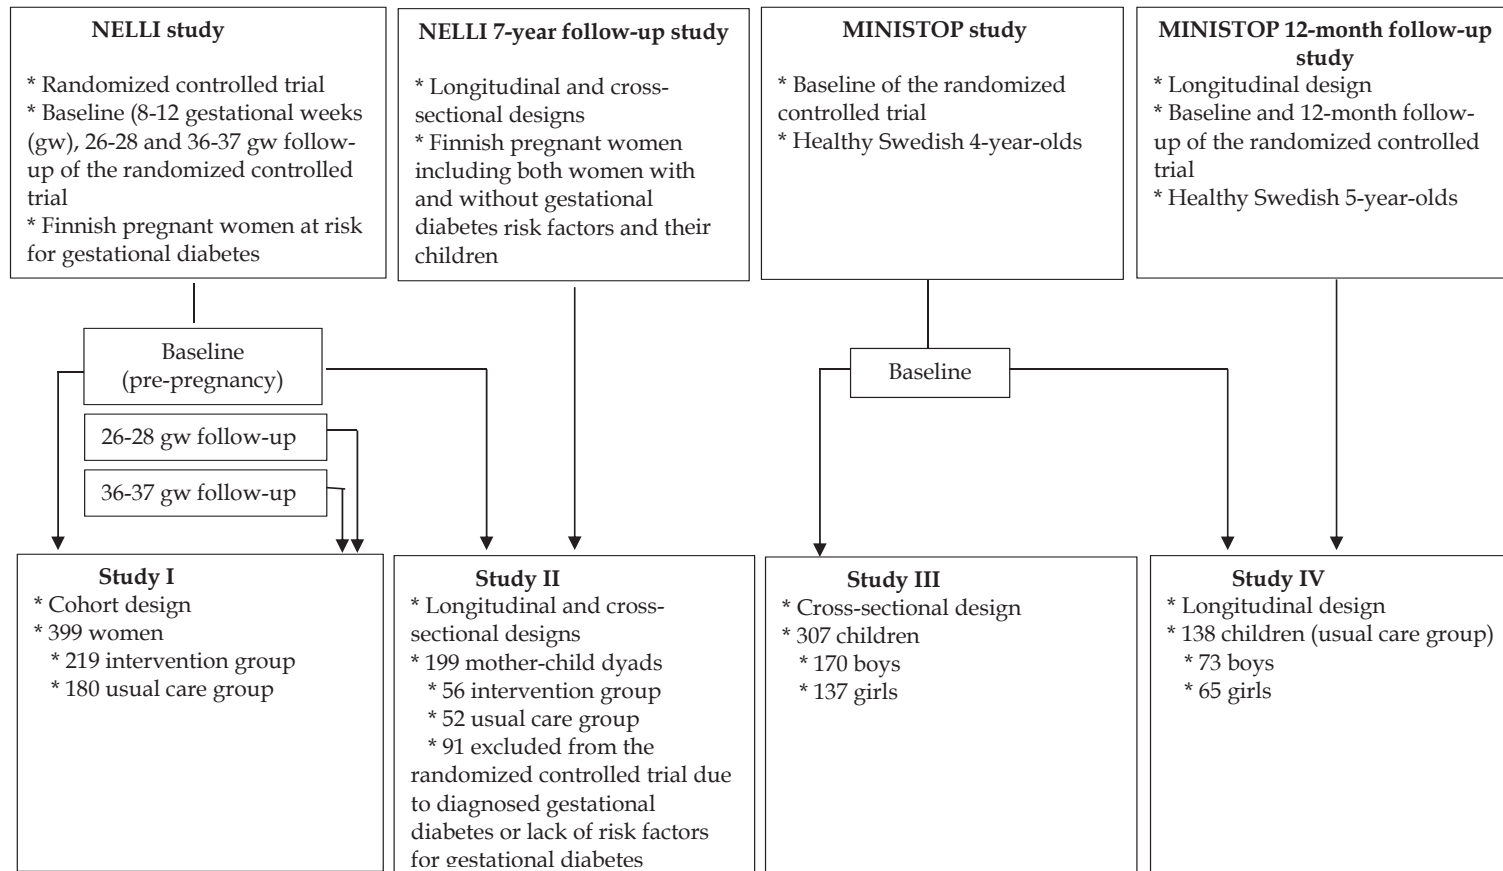 NELLI study
* Randomized controlled trial
* Baseline (8-12 gestational weeks
(gw), 26-28 and 36-37 gw follow-
up of the randomized controlled
trial
* Finnish pregnant women at risk
for gestational diabetes
NELLI 7-year follow-up study
* Longitudinal and cross-
sectional designs
* Finnish pregnant women
including both women with
and without gestational
diabetes risk factors and their
children
MINISTOP study
* Baseline of the randomized
controlled trial
* Healthy Swedish 4-year-olds
MINISTOP 12-month follow-up
study
* Longitudinal design
* Baseline and 12-month follow-
up of the randomized controlled
trial
* Healthy Swedish 5-year-olds
Baseline
(pre-pregnancy)
26-28 gw follow-up
36-37 gw follow-up
Baseline
Study I
* Cohort design
* 399 women
* 219 intervention group
* 180 usual care group
Study II
* Longitudinal and cross-
sectional designs
* 199 mother-child dyads
* 56 intervention group
* 52 usual care group
* 91 excluded from the
randomized controlled trial due
to diagnosed gestational
diabetes or lack of risk factors
for gestational diabetes
Study III
* Cross-sectional design
* 307 children
* 170 boys
* 137 girls
Study IV
* Longitudinal design
* 138 children (usual care group)
* 73 boys
* 65 girls